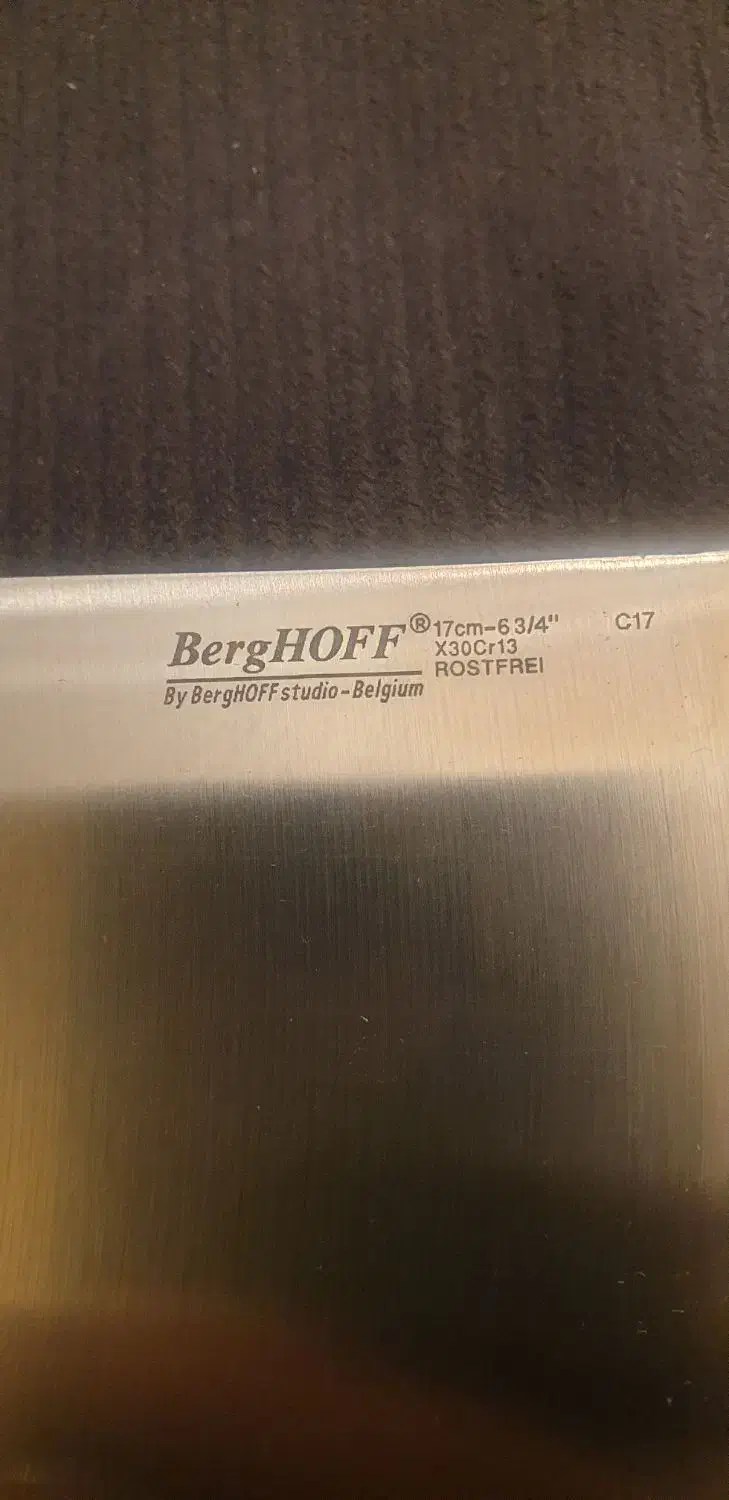 BergHOFF® 17cm-6 3/4" C17
X30Cr13
ROSTFREI
By BergHOFF studio-Belgium